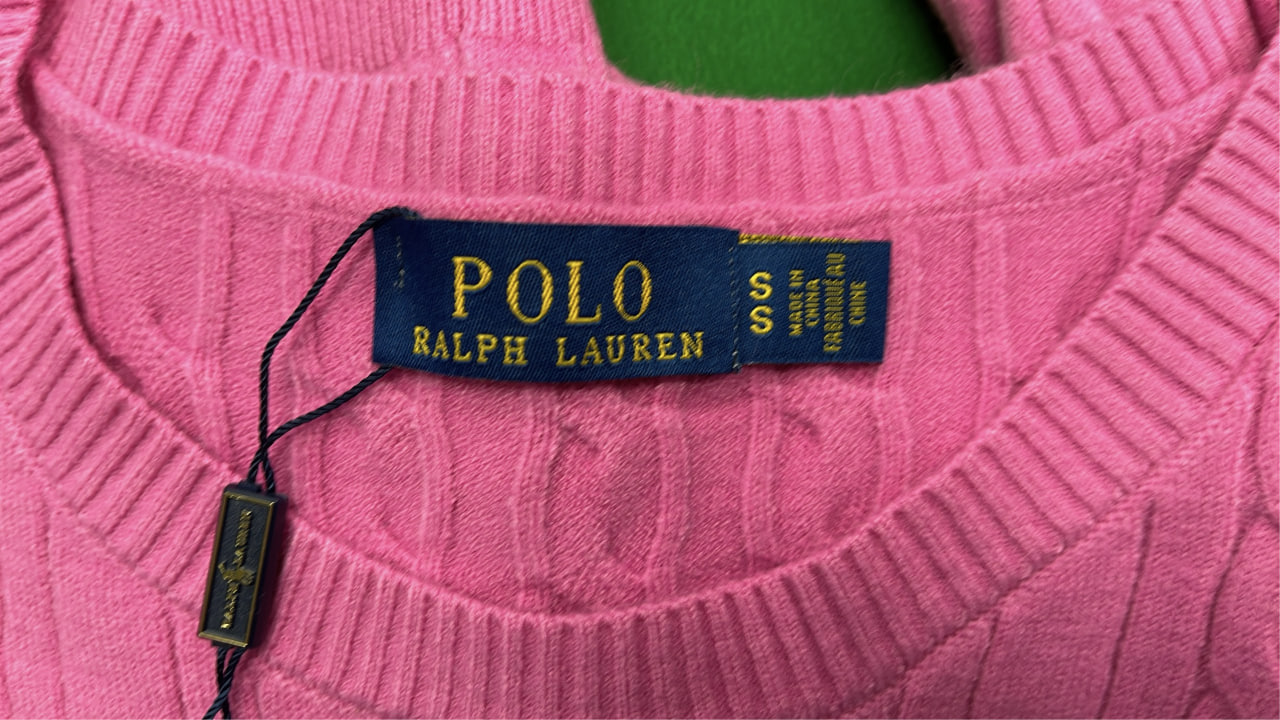 POLO
RALPH LAUREN
S
S
MADE IN
CHINA
FABRIQUÉ AU
CHINE